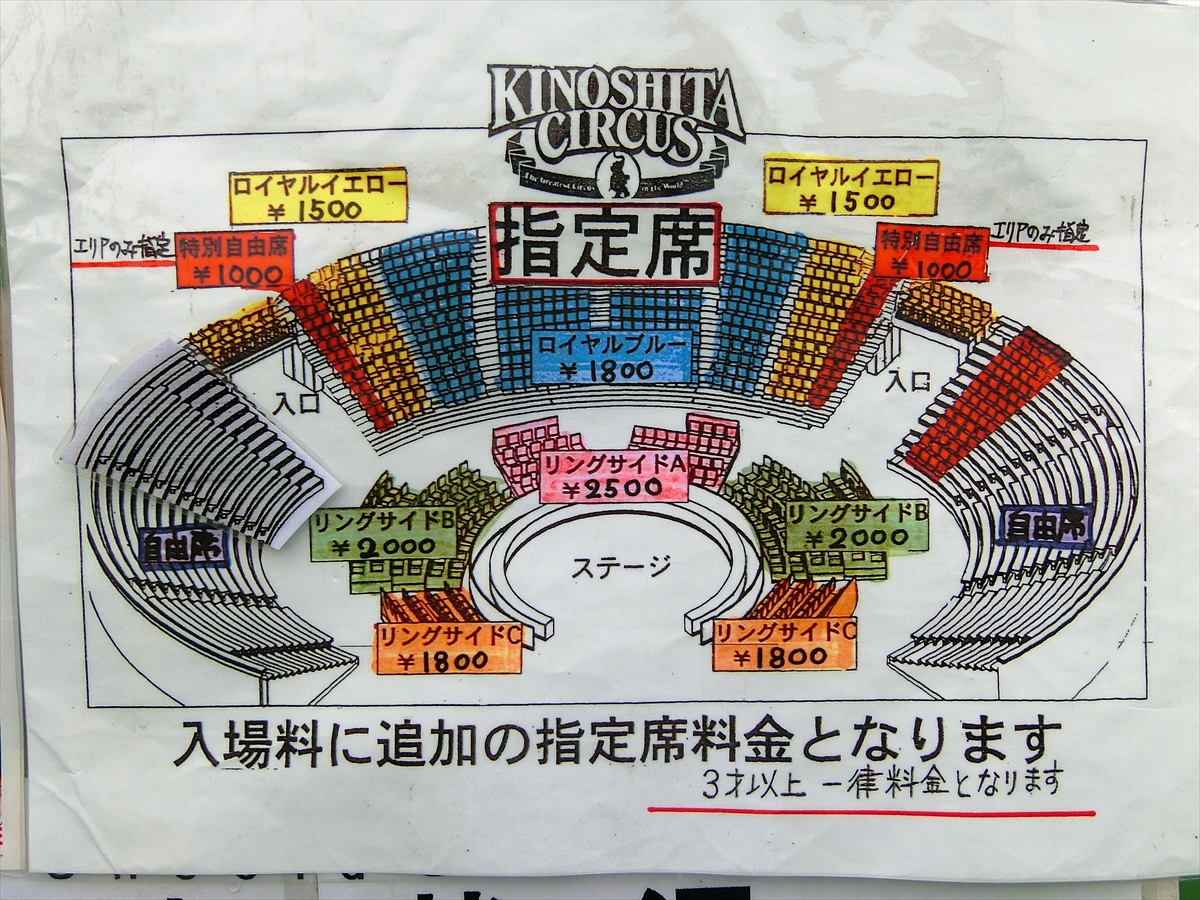 KINOSHITA
CIRCUS
The Greatest Circus in the World
ロイヤルイエロー
¥1500
ロイヤルイエロー
¥1500
指定席
エリアのみ指定
特別自由席
¥1000
特別自由席
¥1000
エリアのみ指定
ロイヤルブルー
¥1800
入口
入口
リングサイドA
¥2500
リングサイドB
¥2000
リングサイドB
¥2000
自由席
自由席
ステージ
リングサイドC
¥1800
リングサイドC
¥1800
入場料に追加の指定席料金となります
3才以上 一律料金となります